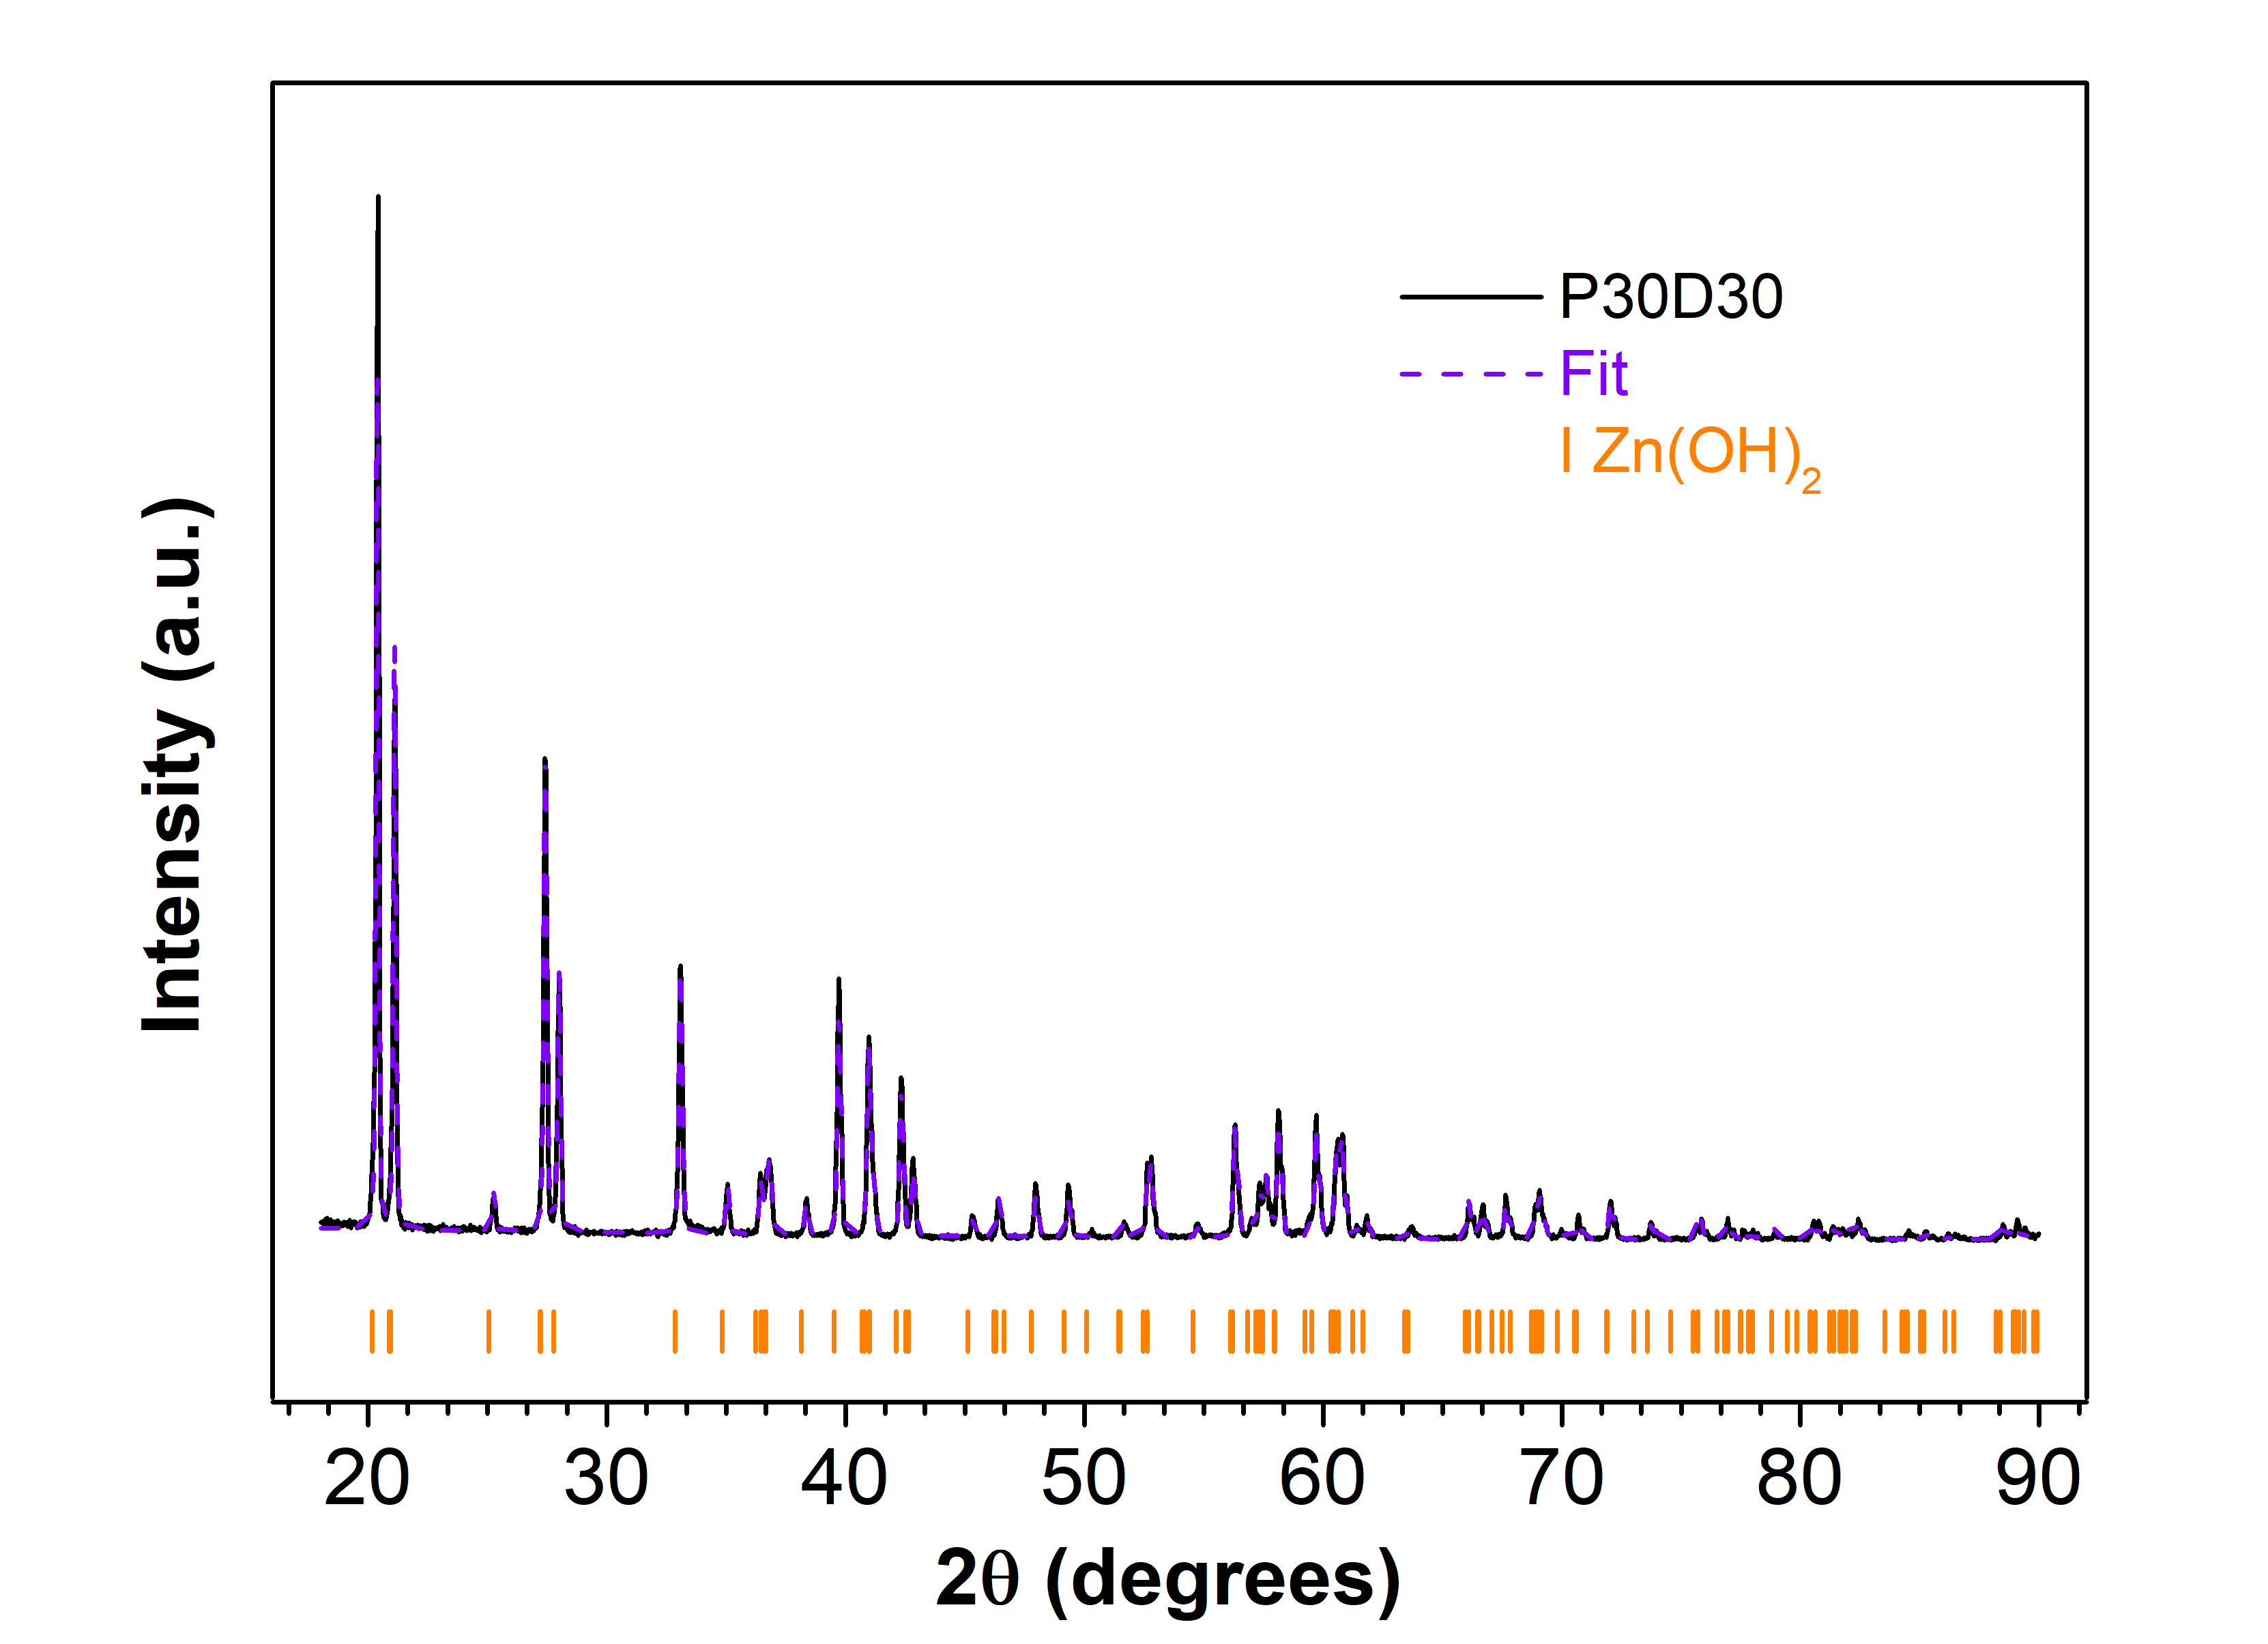 Intensity (a.u.)
P30D30
Fit
I Zn(OH)₂
20 30 40 50 60 70 80 90
2θ (degrees)